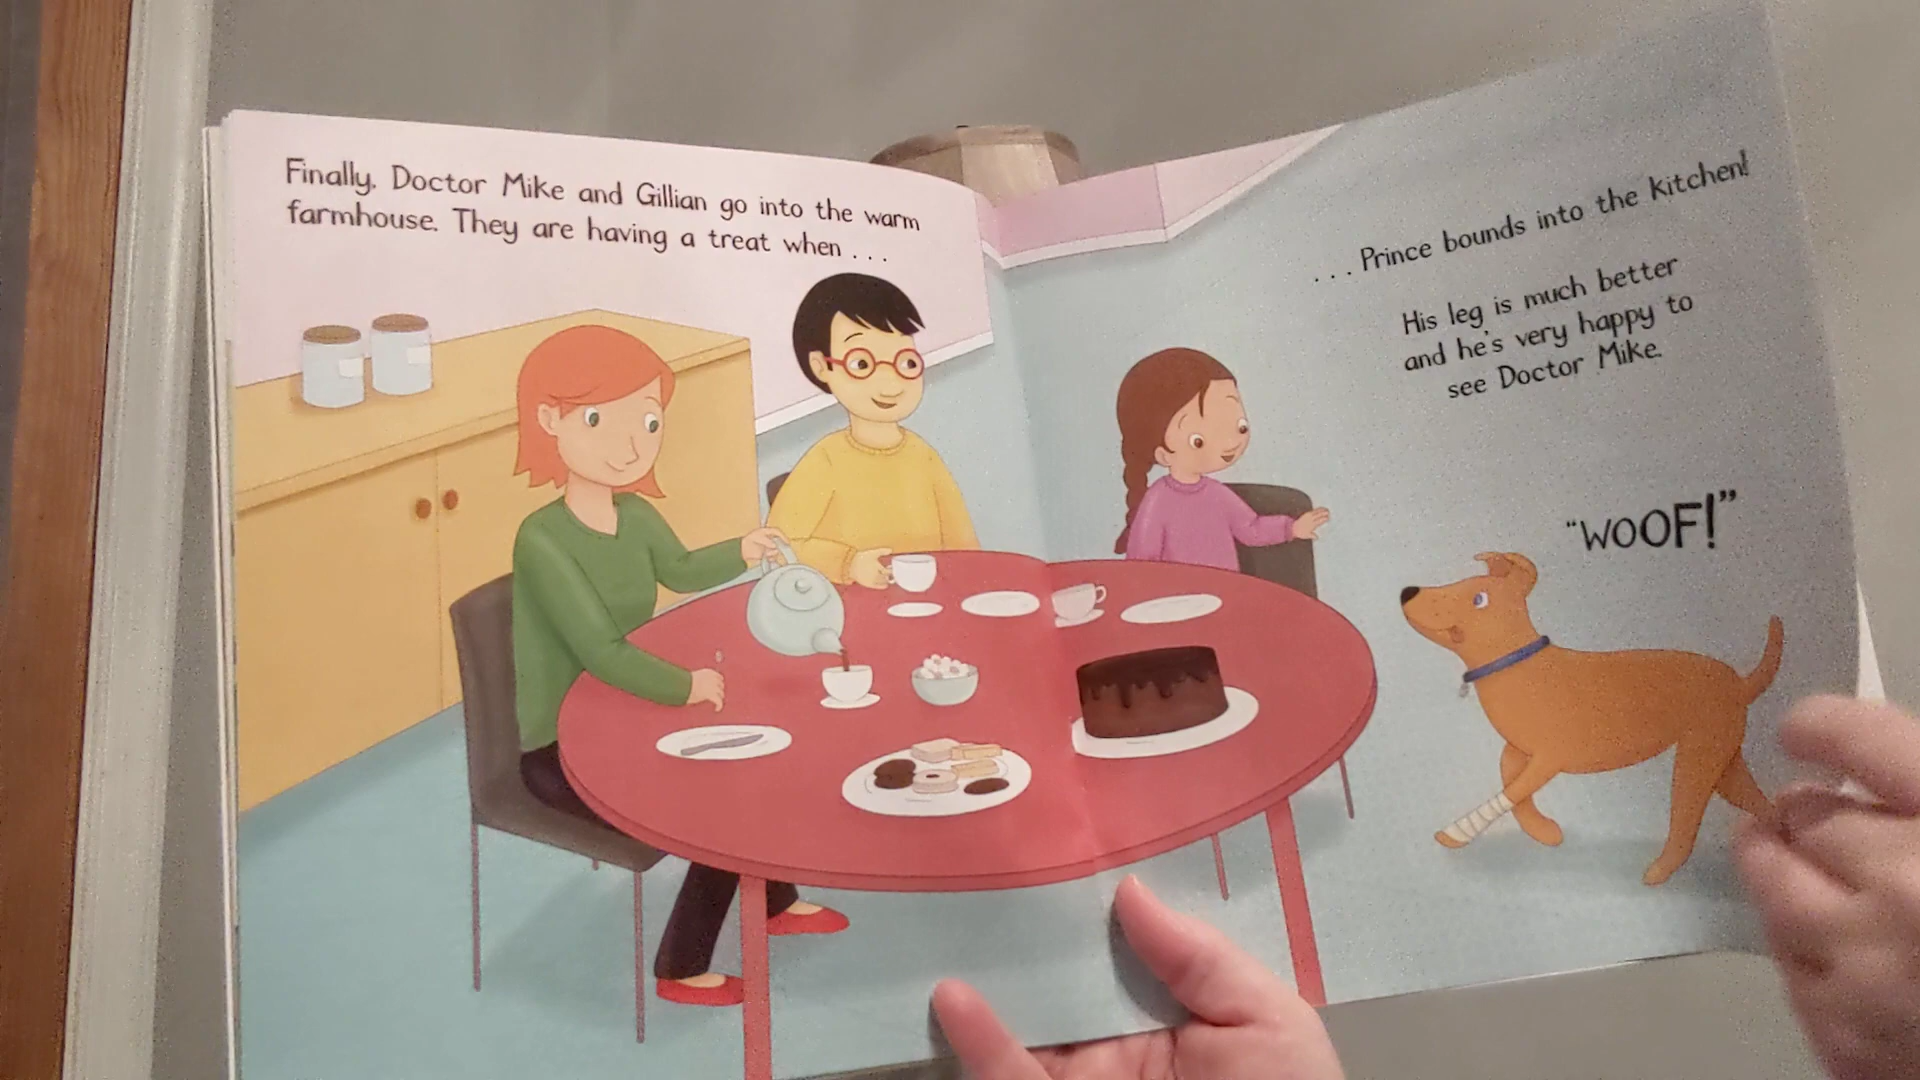 Finally, Doctor Mike and Gillian go into the warm
farmhouse. They are having a treat when . . .
. . . Prince bounds into the kitchen!
His leg is much better
and he's very happy to
see Doctor Mike.
“WOOF!”